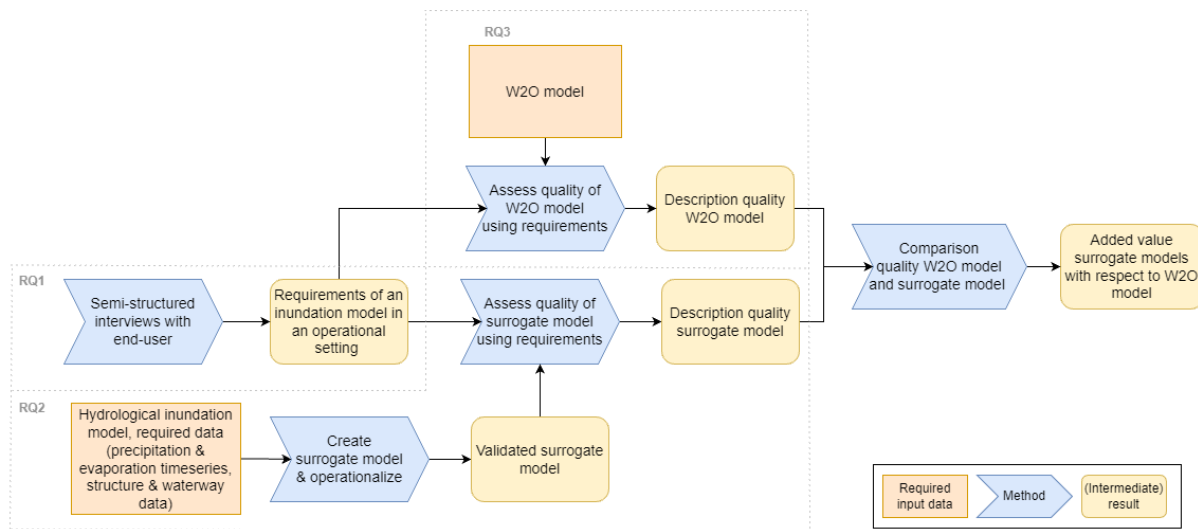 RQ3
W2O model
Assess quality of
W2O model
using requirements
Description quality
W2O model
Comparison
quality W2O model
and surrogate model
Added value
surrogate models
with respect to W2O
model
RQ1
Semi-structured
interviews with
end-user
Requirements of an
inundation model in
an operational
setting
Assess quality of
surrogate model
using requirements
Description quality
surrogate model
RQ2
Hydrological inundation
model, required data
(precipitation &
evaporation timeseries,
structure & waterway
data)
Create
surrogate model
& operationalize
Validated surrogate
model
Required
input data
Method
(Intermediate)
result